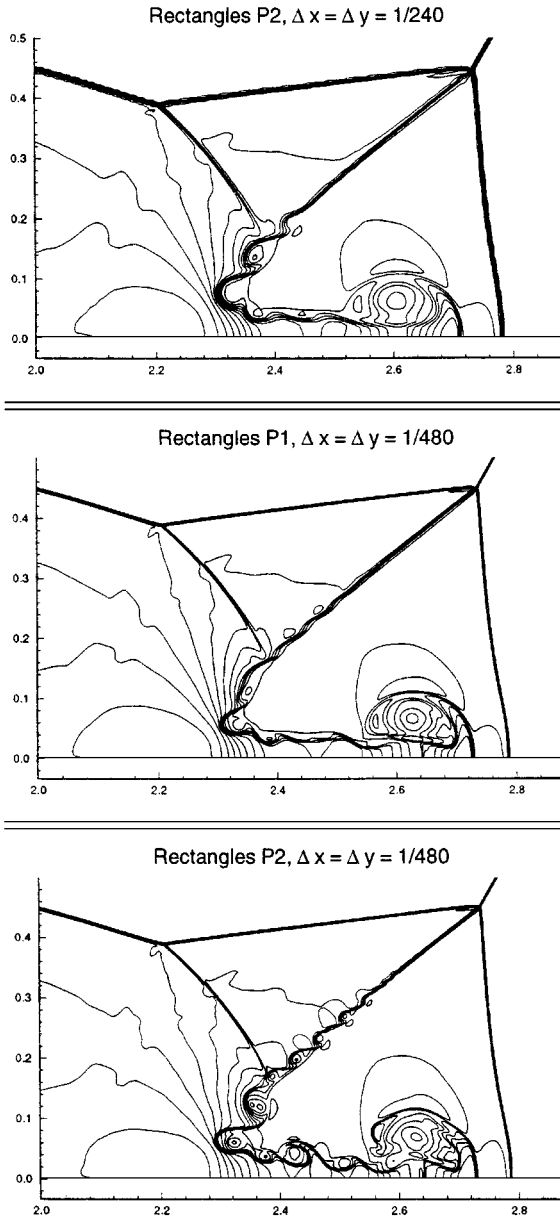 Rectangles P2, Δ x = Δ y = 1/240
0.5
0.4
0.3
0.2
0.1
0.0
2.0 2.2 2.4 2.6 2.8
Rectangles P1, Δ x = Δ y = 1/480
0.4
0.3
0.2
0.1
0.0
2.0 2.2 2.4 2.6 2.8
Rectangles P2, Δ x = Δ y = 1/480
0.4
0.3
0.2
0.1
0.0
2.0 2.2 2.4 2.6 2.8